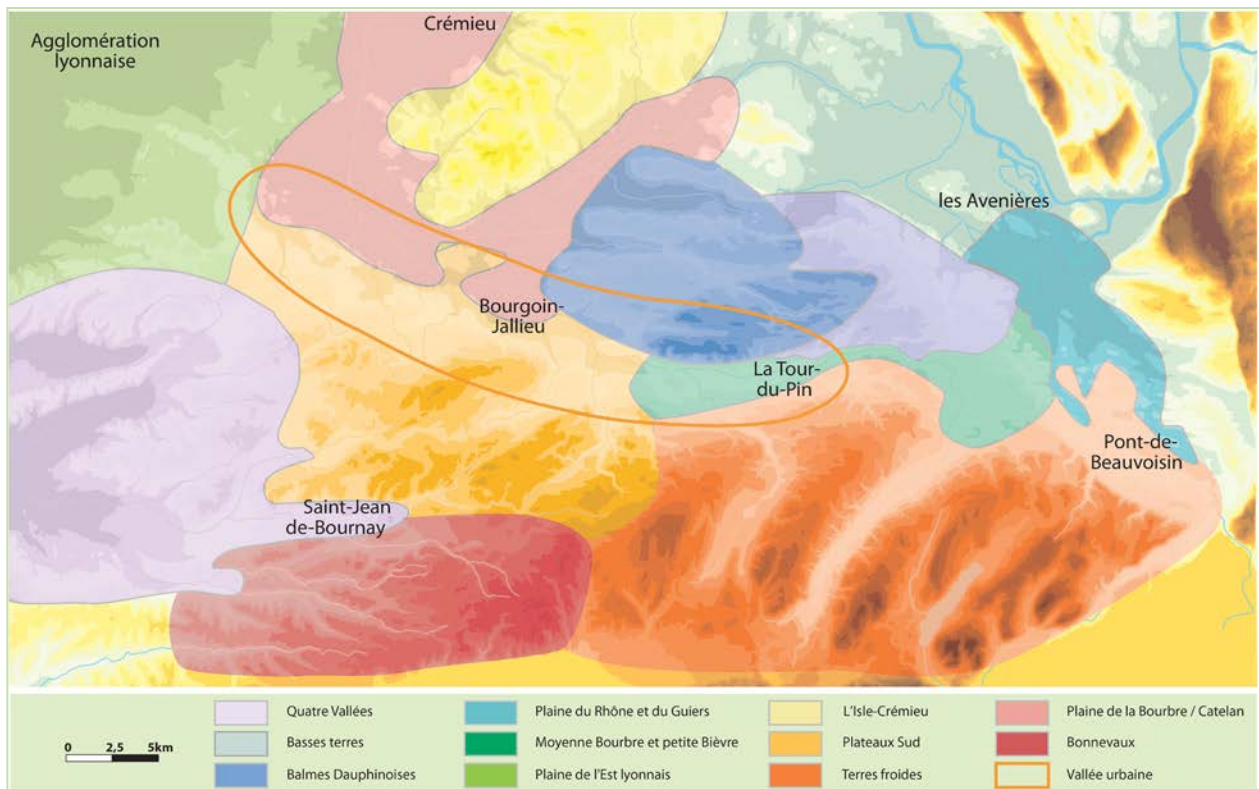 Agglomération
lyonnaise
Crémieu
les Avenières
Bourgoin-
Jallieu
La Tour-
du-Pin
Pont-de-
Beauvoisin
Saint-Jean
de-Bournay
0 2,5 5km
Quatre Vallées
Basses terres
Balmes Dauphinoises
Plaine du Rhône et du Guiers
Moyenne Bourbre et petite Bièvre
Plaine de l'Est lyonnais
L'Isle-Crémieu
Plateaux Sud
Terres froides
Plaine de la Bourbre / Catelan
Bonnevaux
Vallée urbaine